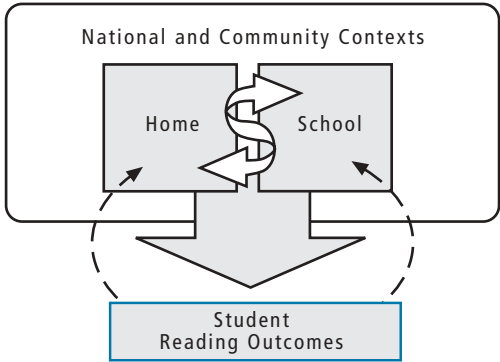 National and Community Contexts
Home
School
Student
Reading Outcomes